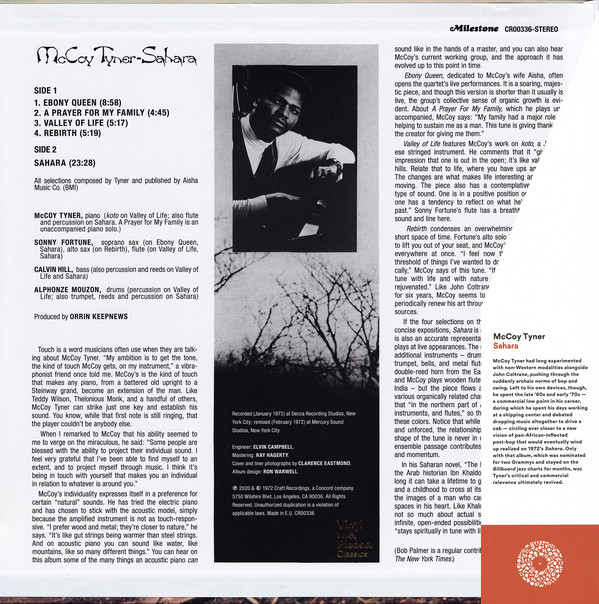 Milestone CR00336-STEREO
McCoy Tyner-Sahara
SIDE 1
1. EBONY QUEEN (8:58)
2. A PRAYER FOR MY FAMILY (4:45)
3. VALLEY OF LIFE (5:17)
4. REBIRTH (5:19)
SIDE 2
SAHARA (23:28)
All selections composed by Tyner and published by Aisha
Music Co. (BMI)
McCOY TYNER, piano (koto on Valley of Life; also flute
and percussion on Sahara. A Prayer for My Family is an
unaccompanied piano solo.)
SONNY FORTUNE, soprano sax (on Ebony Queen,
Sahara), alto sax (on Rebirth), flute (on Valley of Life,
Sahara)
CALVIN HILL, bass (also percussion and reeds on Valley of
Life and Sahara)
ALPHONZE MOUZON, drums (percussion on Valley of
Life; also trumpet, reeds and percussion on Sahara)
Produced by ORRIN KEEPNEWS
Touch is a word musicians often use when they are talk-
ing about McCoy Tyner. "My ambition is to get the tone,
the kind of touch McCoy gets, on my instrument," a vibra-
phonist friend once told me. McCoy's is the kind of touch
that makes any piano, from a battered old upright to a
Steinway grand, become an extension of the man. Like
Teddy Wilson, Thelonious Monk, and a handful of others,
McCoy Tyner can strike just one key and establish his
sound. You know, while that first note is still ringing, that
the player couldn't be anybody else.
When I remarked to McCoy that his ability seemed to
me to verge on the miraculous, he said: "Some people are
blessed with the ability to project their individual sound. I
feel very grateful that I've been able to find myself to an
extent, and to project myself through music. I think it's
being in touch with yourself that makes you an individual
in relation to whatever is around you."
McCoy's individuality expresses itself in a preference for
certain "natural" sounds. He has tried the electric piano
and has chosen to stick with the acoustic model, simply
because the amplified instrument is not as touch-respon-
sive. "I prefer wood and metal; they're closer to nature," he
says. "It's like gut strings being warmer than steel strings.
And on acoustic piano you can sound like water, like
mountains, like so many different things." You can hear on
this album some of the many things an acoustic piano can
Recorded (January 1972) at Decca Recording Studios, New
York City; remixed (February 1972) at Mercury Sound
Studios, New York City.
Engineer: ELVIN CAMPBELL
Mastering: RAY HAGERTY.
Cover and liner photography by CLARENCE EASTMOND.
Album design: RON WARWELL.
℗ 2020 & © 1972 Craft Recordings, a Concord company.
5750 Wilshire Blvd, Los Angeles, CA 90036. All Rights
Reserved. Unauthorized duplication is a violation of
applicable laws. Made in E.U. CR00336
Vinyl
Me,
Please.
Classics
sound like in the hands of a master, and you can also hear
McCoy's current working group, and the approach it has
evolved up to this point in time.
Ebony Queen, dedicated to McCoy's wife Aisha, often
opens the quartet's live performances. It is a soaring, majes-
tic piece, and though this version is shorter than it usually is
live, the group's collective sense of organic growth is evi-
dent. About A Prayer For My Family, which he plays un
accompanied, McCoy says: "My family had a major role
helping to sustain me as a man. This tune is giving thank
the creator for giving me them."
Valley of Life features McCoy's work on koto, a
ese stringed instrument. He comments that it
impression that one is out in the open; it's like
hills. Relate that to life, where you have ups
The changes are what makes life interesting
moving. The piece also has a contemplative
type of sound. One is in a positive position
one has a tendency to reflect on what
past." Sonny Fortune's flute has a
sound and line here.
Rebirth condenses an overwhelmin
short space of time. Fortune's alto solo
to lift you out of your seat, and McCoy
everywhere at once. "I feel now
threshold of things I've wanted to
cally," McCoy says of this tune. "If
tune with life and with nature
rejuvenated." Like John Coltrane
for six years, McCoy seems to
periodically renew his art
sources.
If the four selections on
concise expositions, Sahara is
is also an accurate representa
plays at live appearances. The
additional instruments – drum
trumpet, bells, and metal
double-reed horn from the
and McCoy plays wooden flute
India – but the piece flows
various organically related
that "in the northern part of
instruments, and flutes," so
these colors. Notice that while
and unforced, the relationship
shape of the tune is never in
ensemble passage contributes
and momentum.
In his Saharan novel, "The
the Arab historian Ibn
long it can take a lifetime to
and a childhood to cross at its
the images of a man who
spaces in his heart. Like
not so much about actual
infinite, open-ended
"stays spiritually in tune with
(Bob Palmer is a regular
The New York Times.)
McCoy Tyner
Sahara
McCoy Tyner had long experimented
with non-Western modalities alongside
John Coltrane, pushing through the
suddenly archaic norms of bop and
swing. Left to his own devices, though,
he spent the late '60s and early '70s —
a commercial low point in his career,
during which he spent his days working
at a shipping center and debated
dropping music altogether to drive a
cab — circling ever closer to a new
vision of pan-African-inflected
post-bop that would eventually wind
up realized on 1972's Sahara. Only
with that album, which was nominated
for two Grammys and stayed on the
Billboard jazz charts for months, was
Tyner's critical and commercial
relevance ultimately revived.